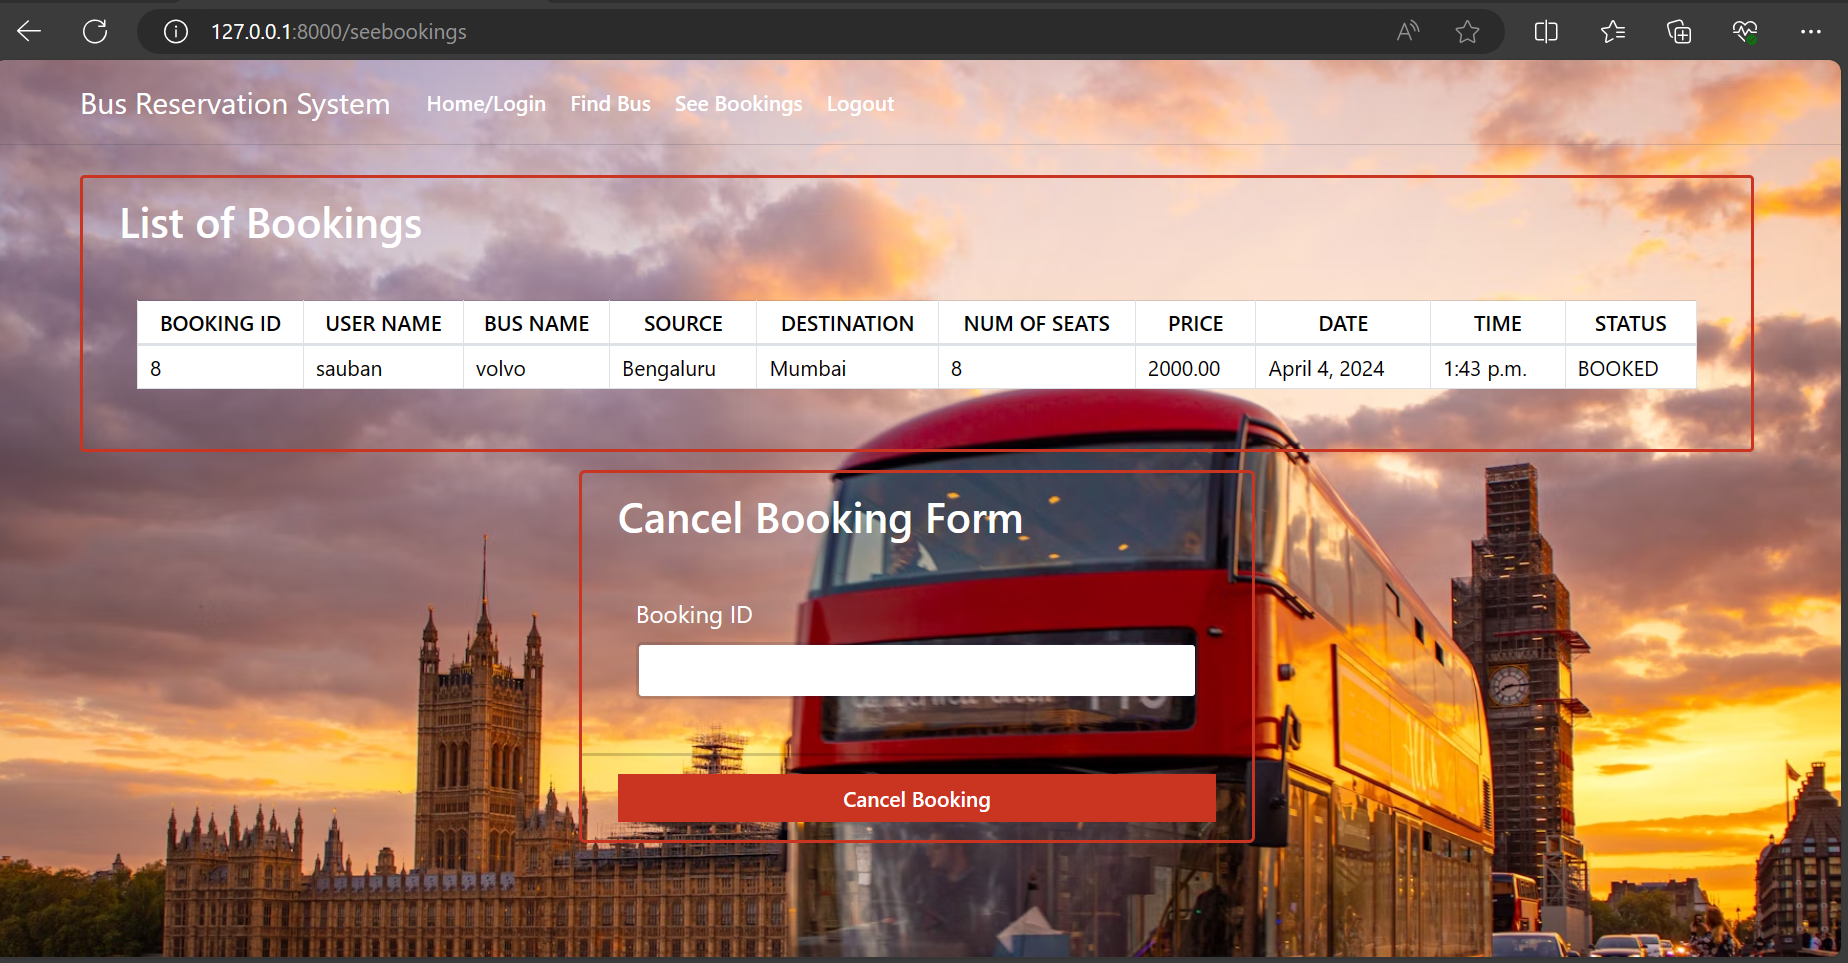 127.0.0.1:8000/seebookings
Bus Reservation System Home/Login Find Bus See Bookings Logout
List of Bookings
BOOKING ID USER NAME BUS NAME SOURCE DESTINATION NUM OF SEATS PRICE DATE TIME STATUS
8 sauban volvo Bengaluru Mumbai 8 2000.00 April 4, 2024 1:43 p.m. BOOKED
Cancel Booking Form
Booking ID
Cancel Booking